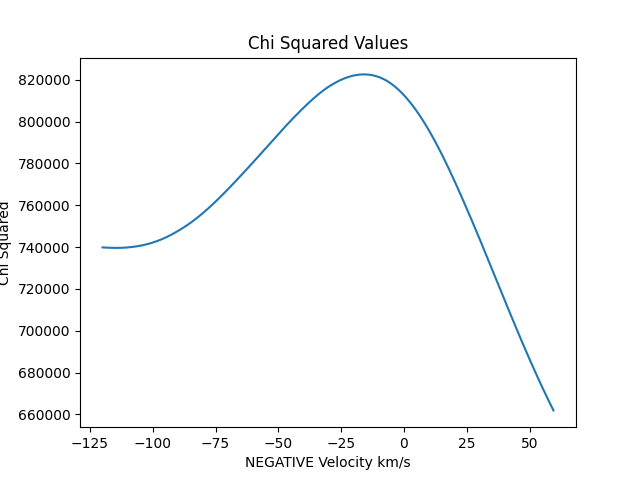 Chi Squared Values
820000
800000
780000
760000
740000
720000
700000
680000
660000
Chi Squared
−125 −100 −75 −50 −25 0 25 50
NEGATIVE Velocity km/s